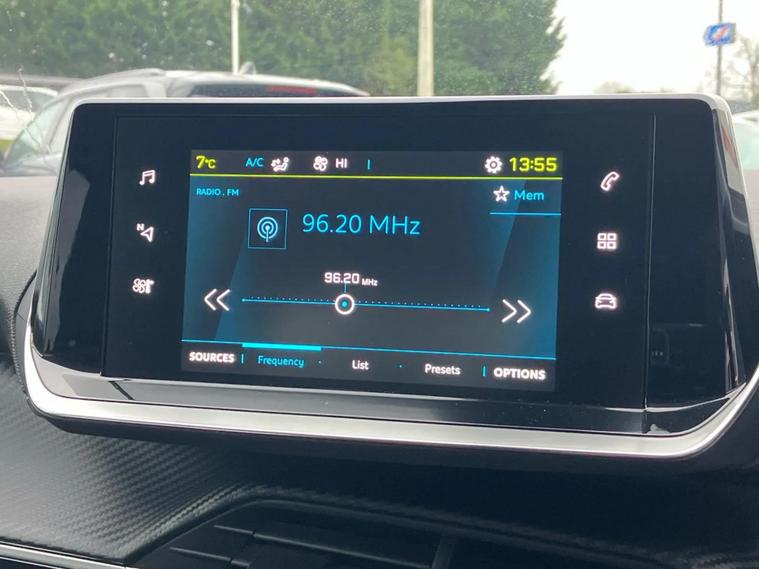 7°C A/C HI 13:55
RADIO . FM
Mem
96.20 MHz
96.20 MHz
N
SOURCES Frequency List Presets OPTIONS